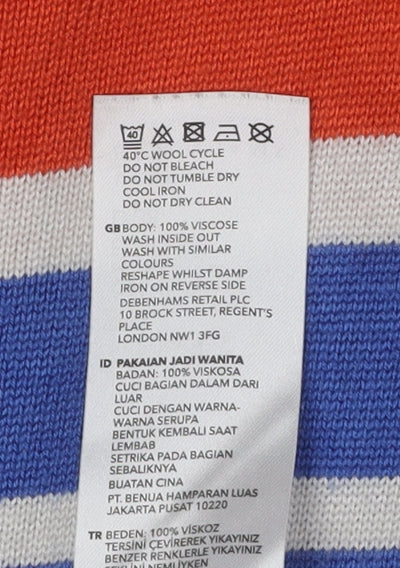 40
40°C WOOL CYCLE
DO NOT BLEACH
DO NOT TUMBLE DRY
COOL IRON
DO NOT DRY CLEAN
GB BODY: 100% VISCOSE
WASH INSIDE OUT
WASH WITH SIMILAR
COLOURS
RESHAPE WHILST DAMP
IRON ON REVERSE SIDE
DEBENHAMS RETAIL PLC
10 BROCK STREET, REGENT'S
PLACE
LONDON NW1 3FG
ID PAKAIAN JADI WANITA
BADAN: 100% VISKOSA
CUCI BAGIAN DALAM DARI
LUAR
CUCI DENGAN WARNA-
WARNA SERUPA
BENTUK KEMBALI SAAT
LEMBAB
SETRIKA PADA BAGIAN
SEBALIKNYA
BUATAN CINA
PT. BENUA HAMPARAN LUAS
JAKARTA PUSAT 10220
TR BEDEN: 100% VİSKOZ
TERSİNİ ÇEVİREREK YIKAYINIZ
BENZER RENKLERLE YIKAYINIZ